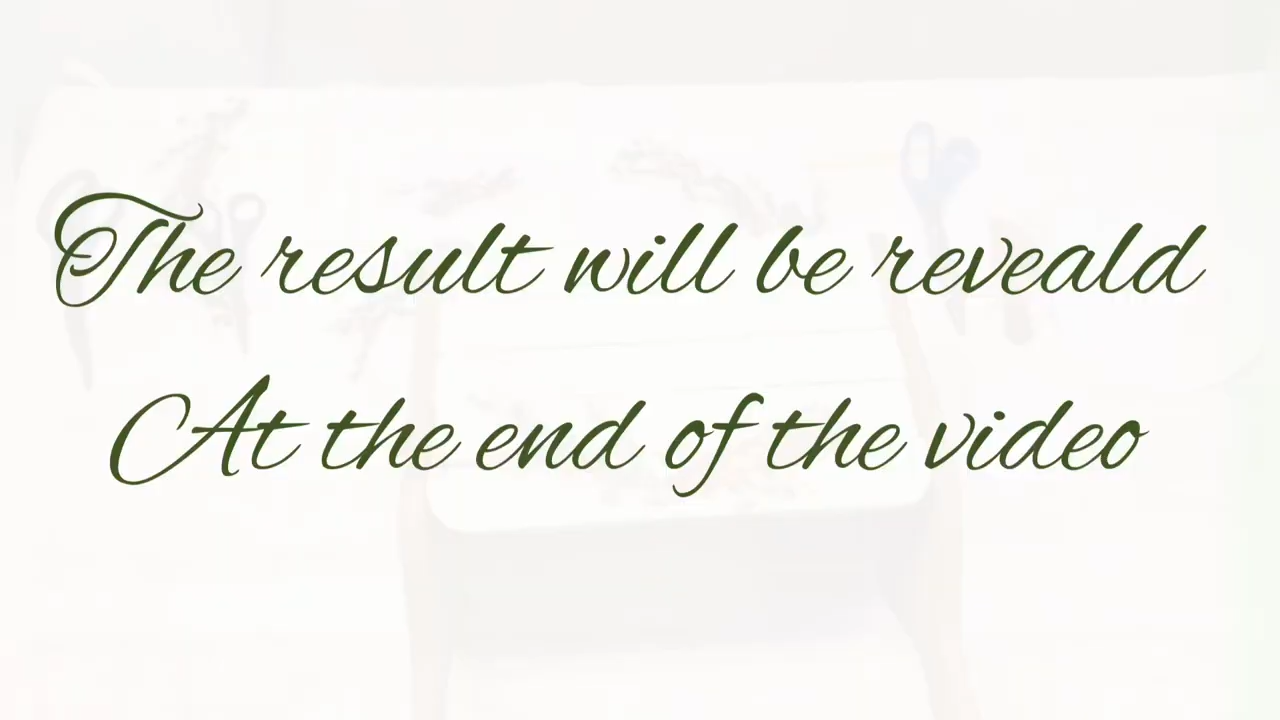 The result will be reveald
At the end of the video